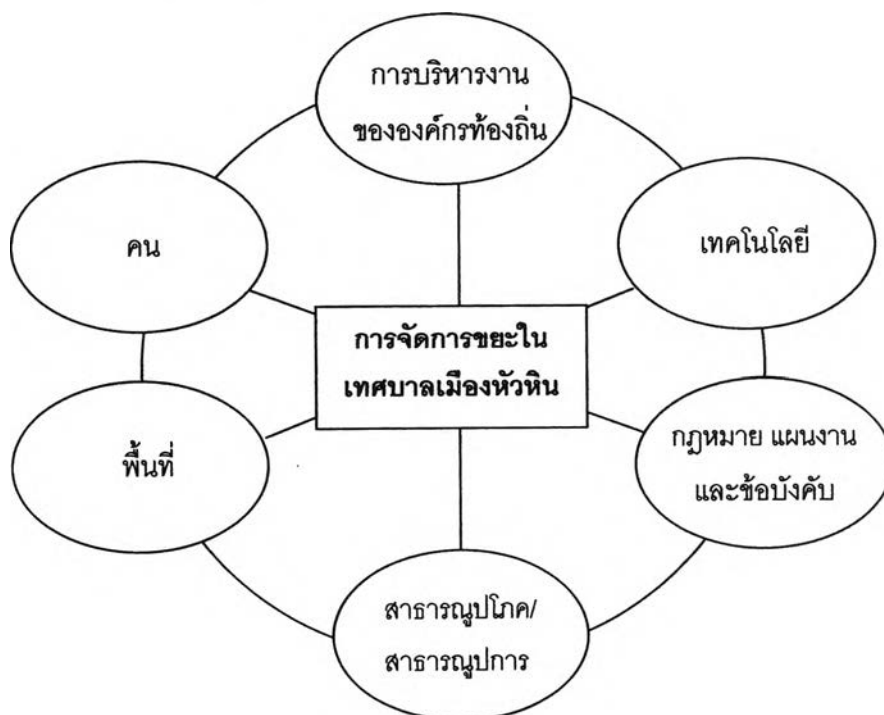 การบริหารงาน
ขององค์กรท้องถิ่น
คน
เทคโนโลยี
การจัดการขยะใน
เทศบาลเมืองหัวหิน
พื้นที่
กฎหมาย แผนงาน
และข้อบังคับ
สาธารณูปโภค/
สาธารณูปการ